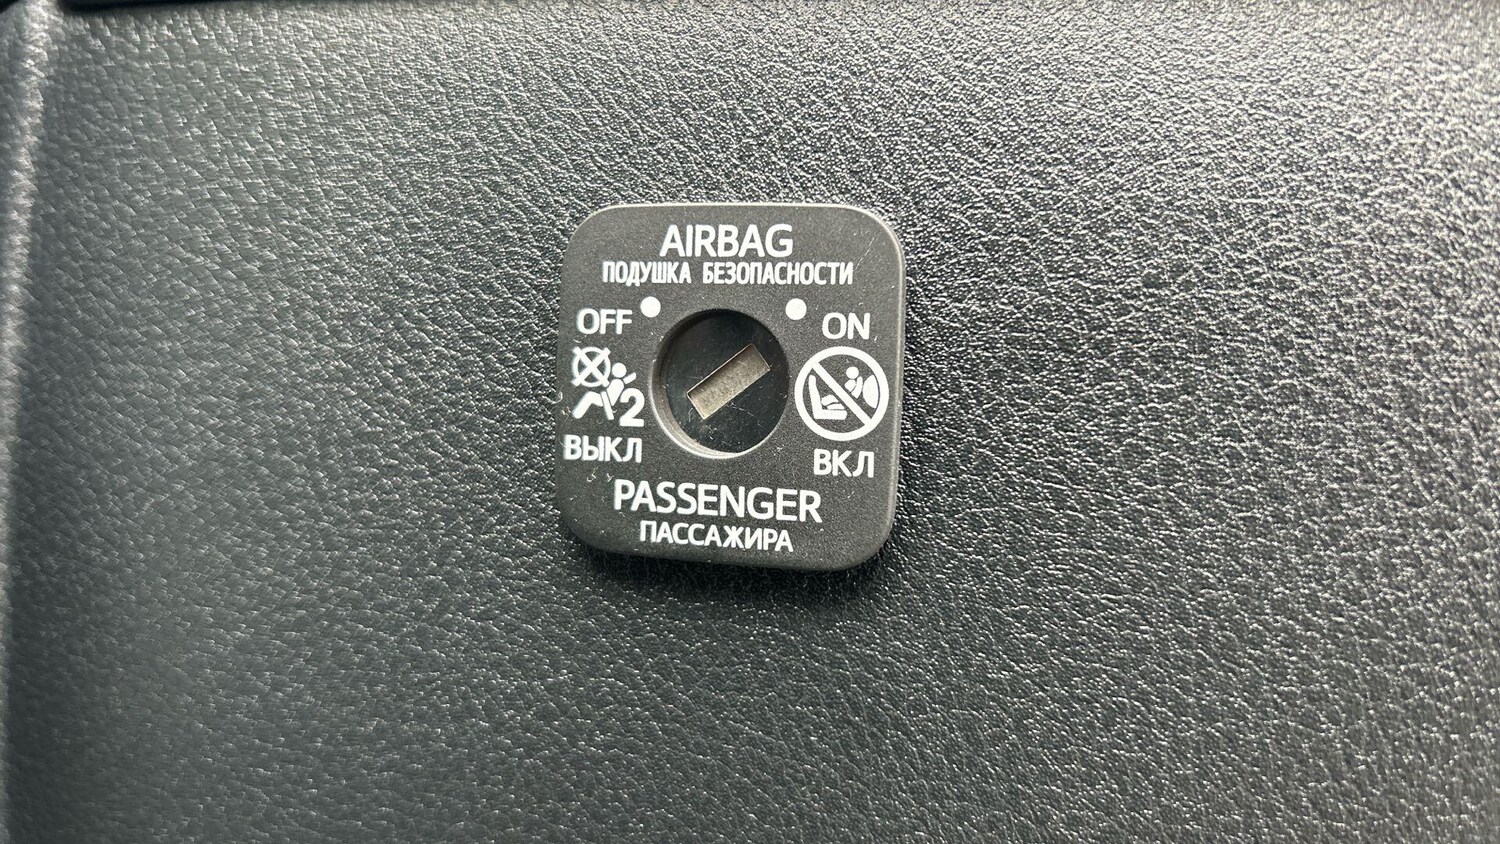 AIRBAG
ПОДУШКА БЕЗОПАСНОСТИ
OFF
ON
2
ВЫКЛ
ВКЛ
PASSENGER
ПАССАЖИРА